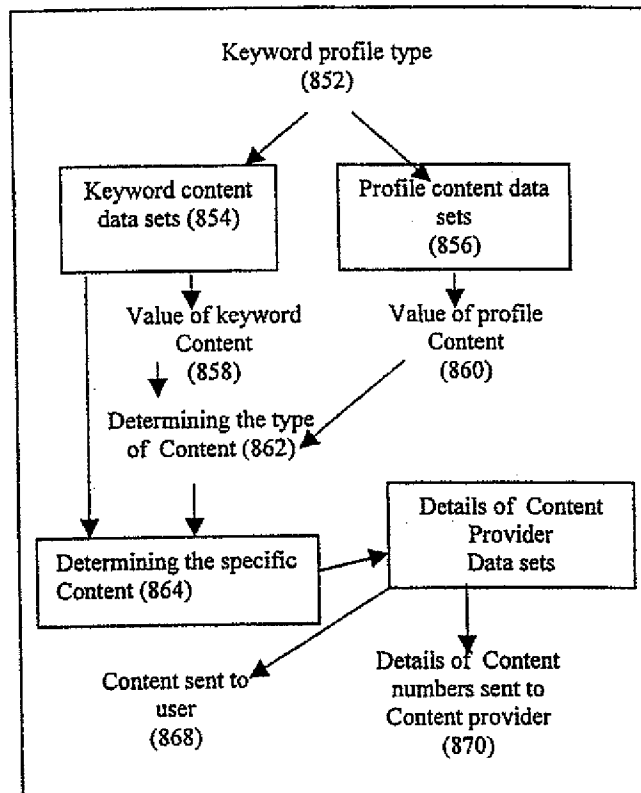 Keyword profile type
(852)
Keyword content
data sets (854)
Profile content data
sets
(856)
Value of keyword
Content
(858)
Value of profile
Content
(860)
Determining the type
of Content (862)
Determining the specific
Content (864)
Details of Content
Provider
Data sets
Content sent to
user
(868)
Details of Content
numbers sent to
Content provider
(870)